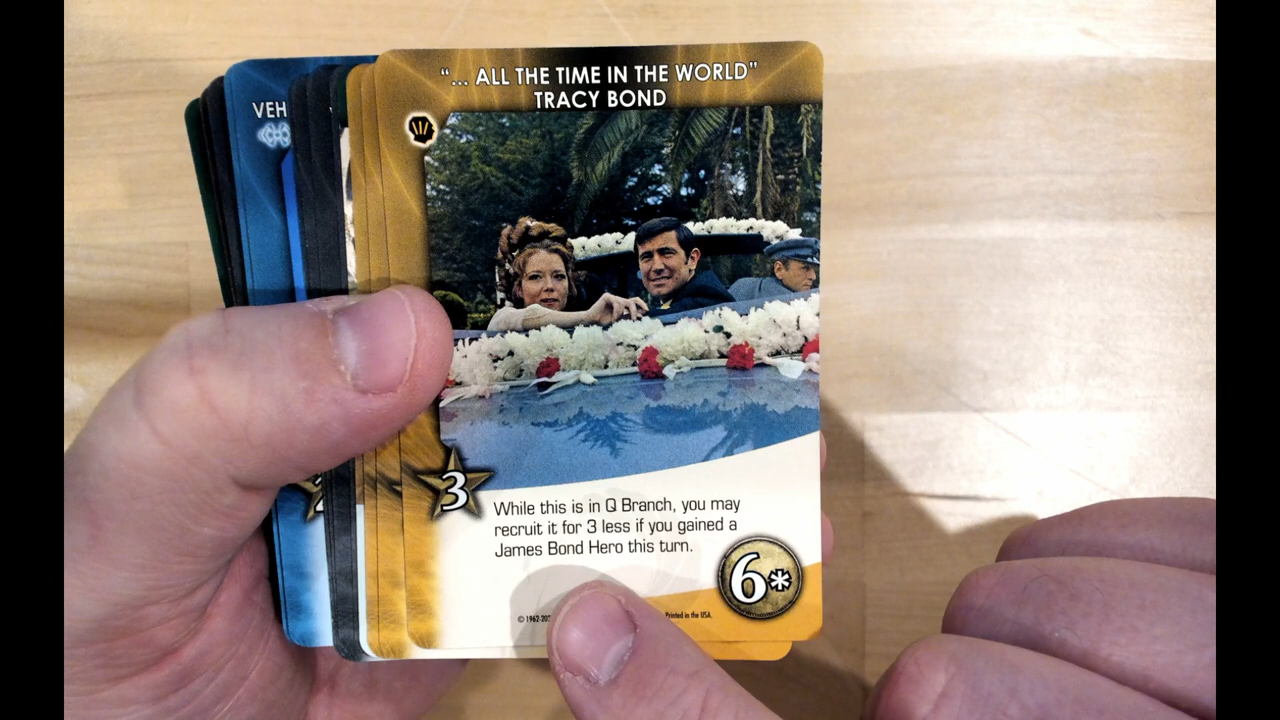 "... ALL THE TIME IN THE WORLD"
TRACY BOND
VEH
3
While this is in Q Branch, you may
recruit it for 3 less if you gained a
James Bond Hero this turn.
6*
© 1962-20
Printed in the USA.